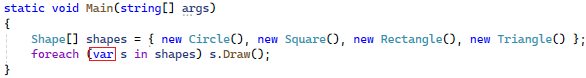 static void Main(string[] args)
{
Shape[] shapes = { new Circle(), new Square(), new Rectangle(), new Triangle() };
foreach (var s in shapes) s.Draw();
}